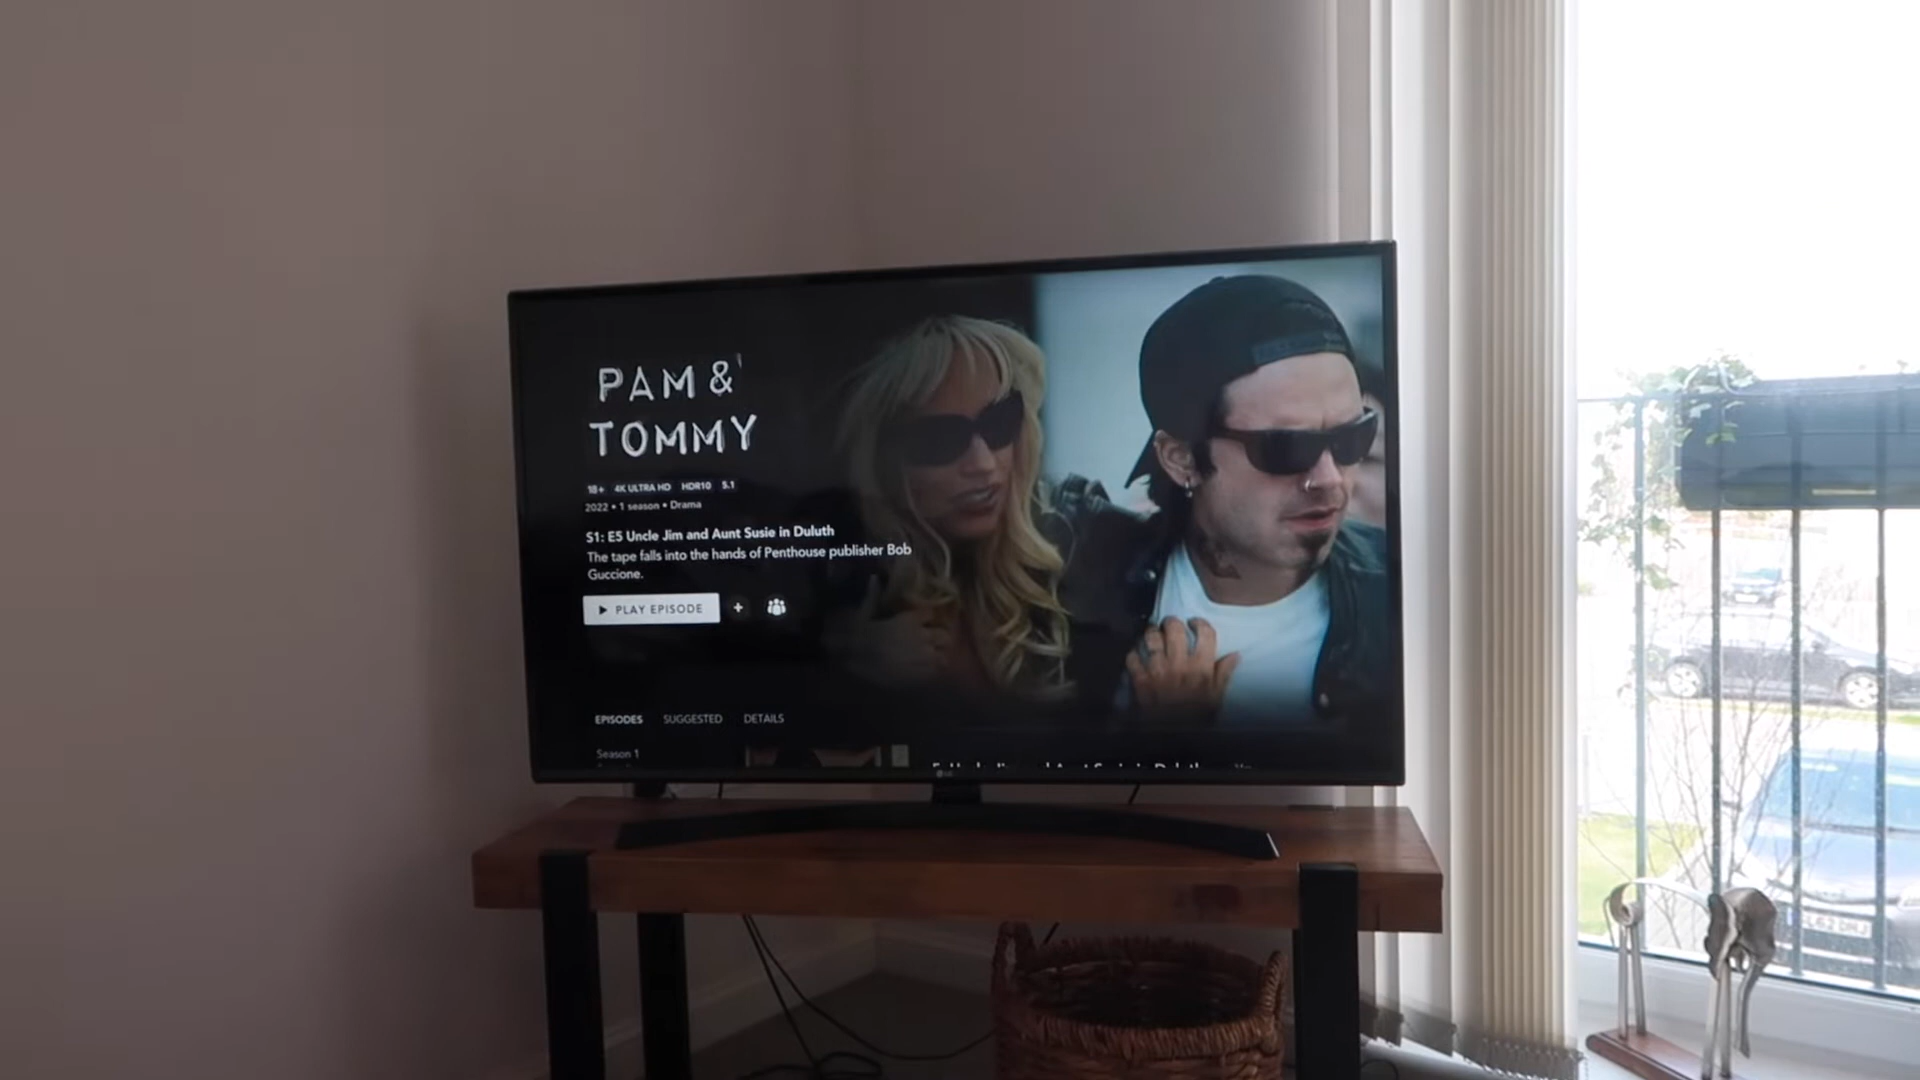 PAM &
TOMMY
18+ 4K ULTRA HD HDR10 5.1
2022 • 1 season • Drama
S1: E5 Uncle Jim and Aunt Susie in Duluth
The tape falls into the hands of Penthouse publisher Bob
Guccione.
PLAY EPISODE +
EPISODES SUGGESTED DETAILS
Season 1
LG